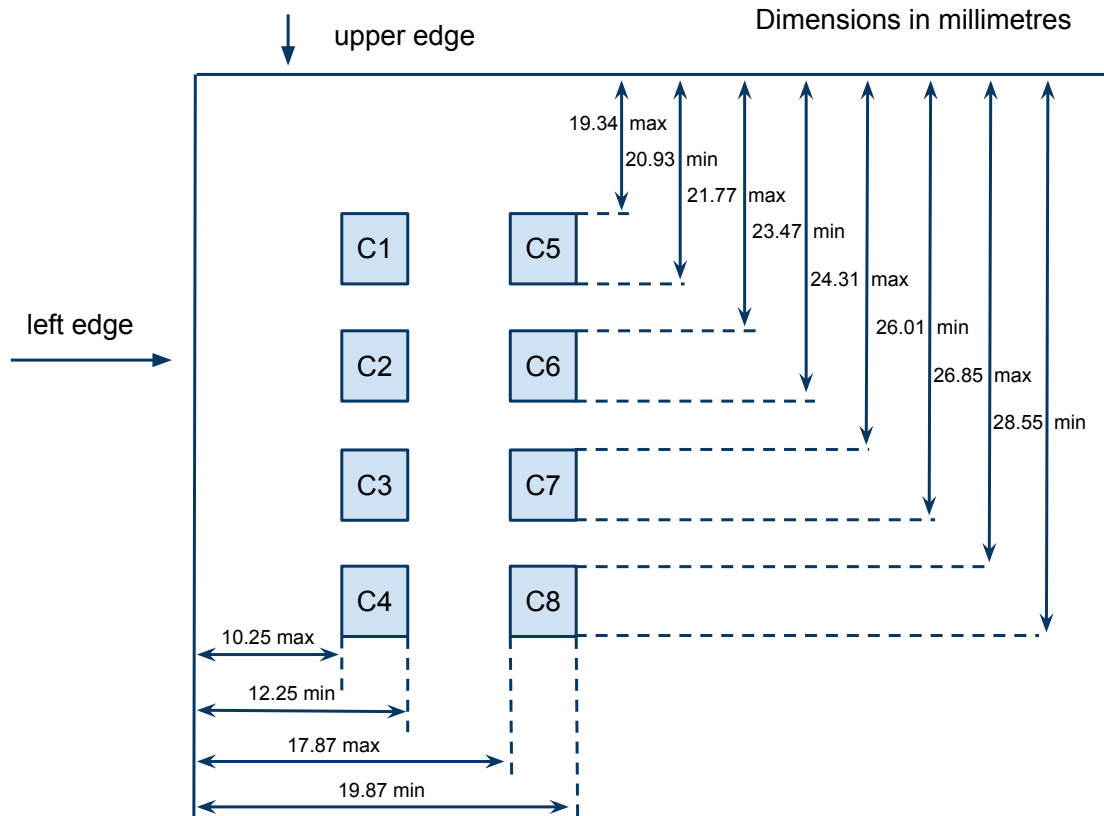 Dimensions in millimetres
upper edge
19.34 max
20.93 min
21.77 max
C1 C5
23.47 min
24.31 max
left edge
26.01 min
C2 C6
26.85 max
28.55 min
C3 C7
C4 C8
10.25 max
12.25 min
17.87 max
19.87 min